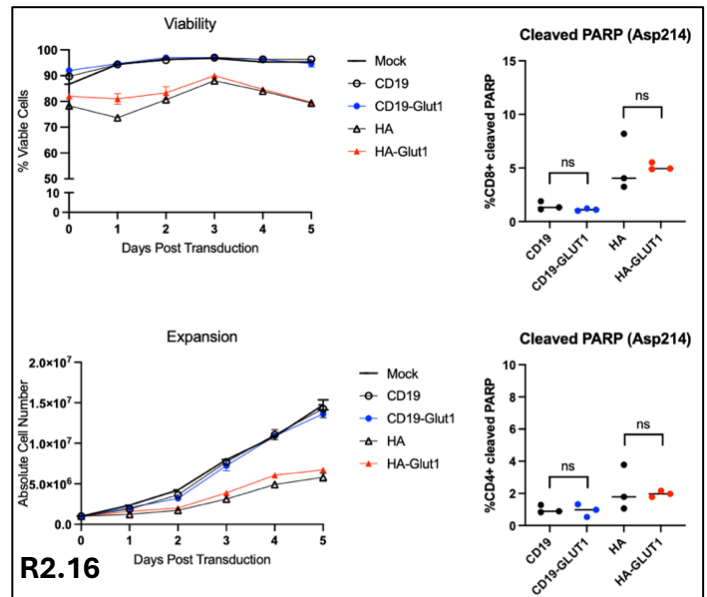 Viability
% Viable Cells
100
90
80
70
60
50
10
0
0 1 2 3 4 5
Days Post Transduction
Mock
CD19
CD19-Glut1
HA
HA-Glut1
Cleaved PARP (Asp214)
%CD8+ cleaved PARP
15
10
5
0
ns
ns
CD19
CD19-GLUT1
HA
HA-GLUT1
Expansion
Absolute Cell Number
2.0×10⁷
1.5×10⁷
1.0×10⁷
5.0×10⁶
0.0
0 1 2 3 4 5
Days Post Transduction
Mock
CD19
CD19-Glut1
HA
HA-Glut1
Cleaved PARP (Asp214)
%CD4+ cleaved PARP
10
8
6
4
2
0
ns
ns
CD19
CD19-GLUT1
HA
HA-GLUT1
R2.16